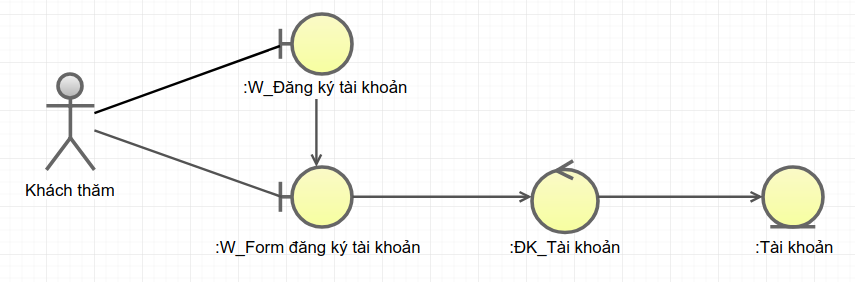 :W_Đăng ký tài khoản
Khách thăm
:W_Form đăng ký tài khoản
:ĐK_Tài khoản
:Tài khoản